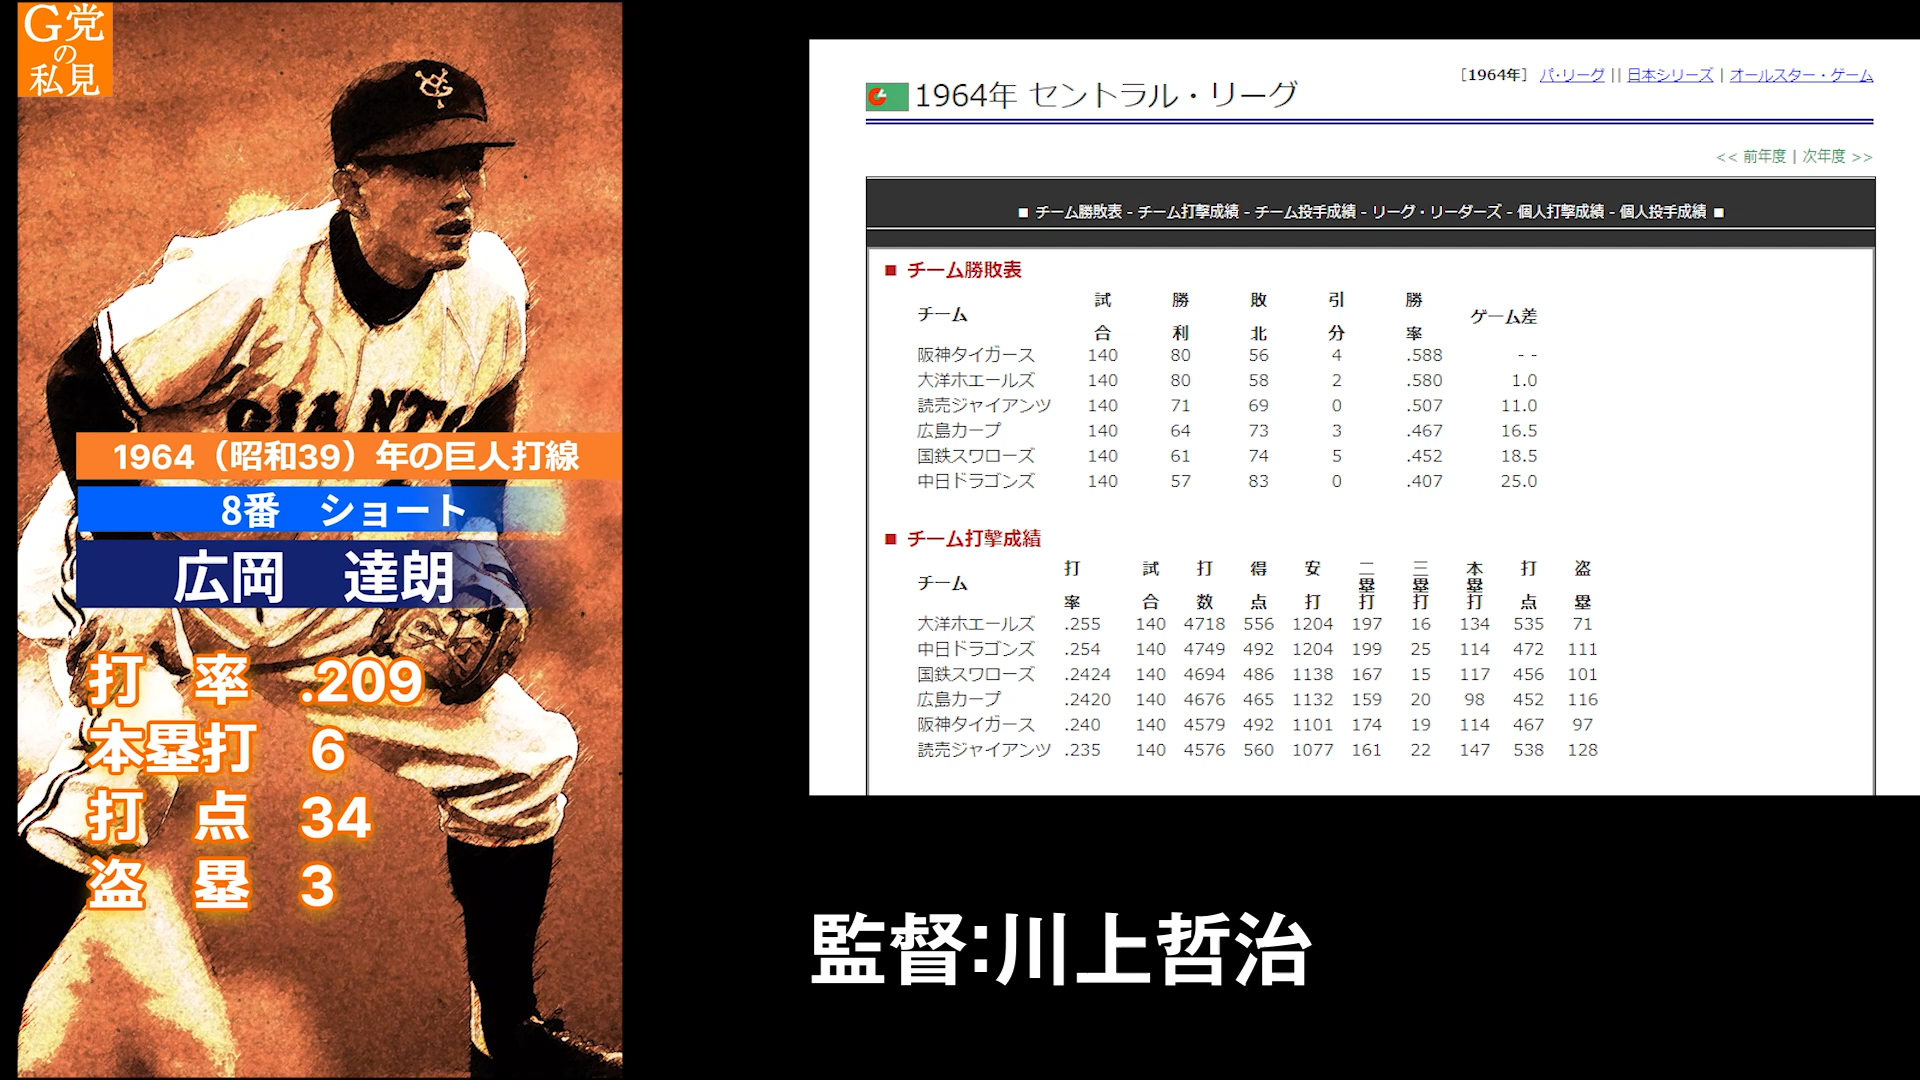 G党
の
私見
GIANTS
1964（昭和39）年の巨人打線
8番　ショート
広岡　達朗
打　率　.209
本塁打　6
打　点　34
盗　塁　3
［1964年］ パ・リーグ || 日本シリーズ | オールスター・ゲーム
1964年 セントラル・リーグ
<< 前年度 | 次年度 >>
■ チーム勝敗表 - チーム打撃成績 - チーム投手成績 - リーグ・リーダーズ - 個人打撃成績 - 個人投手成績 ■
■ チーム勝敗表
チーム 試合 勝利 敗北 引分 勝率 ゲーム差
阪神タイガース 140 80 56 4 .588 - -
大洋ホエールズ 140 80 58 2 .580 1.0
読売ジャイアンツ 140 71 69 0 .507 11.0
広島カープ 140 64 73 3 .467 16.5
国鉄スワローズ 140 61 74 5 .452 18.5
中日ドラゴンズ 140 57 83 0 .407 25.0
■ チーム打撃成績
チーム 打率 試合 打数 得点 安打 二塁打 三塁打 本塁打 打点 盗塁
大洋ホエールズ .255 140 4718 556 1204 197 16 134 535 71
中日ドラゴンズ .254 140 4749 492 1204 199 25 114 472 111
国鉄スワローズ .2424 140 4694 486 1138 167 15 117 456 101
広島カープ .2420 140 4676 465 1132 159 20 98 452 116
阪神タイガース .240 140 4579 492 1101 174 19 114 467 97
読売ジャイアンツ .235 140 4576 560 1077 161 22 147 538 128
監督:川上哲治